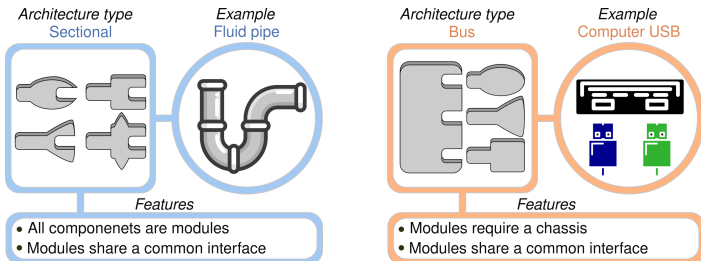 Architecture type
Sectional
Example
Fluid pipe
Features
All componenets are modules
Modules share a common interface
Architecture type
Bus
Example
Computer USB
Features
Modules require a chassis
Modules share a common interface